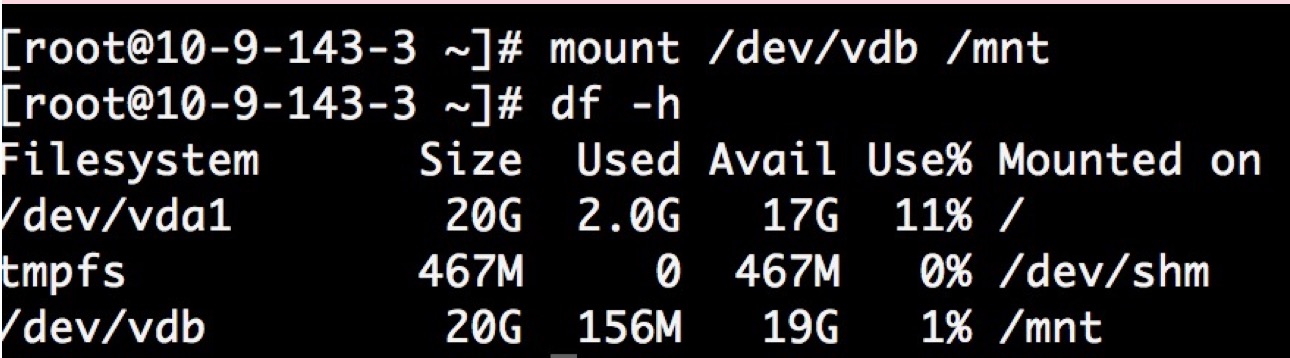 [root@10-9-143-3 ~]# mount /dev/vdb /mnt
[root@10-9-143-3 ~]# df -h
Filesystem      Size  Used Avail Use% Mounted on
/dev/vda1        20G  2.0G   17G  11% /
tmpfs           467M     0  467M   0% /dev/shm
/dev/vdb         20G  156M   19G   1% /mnt